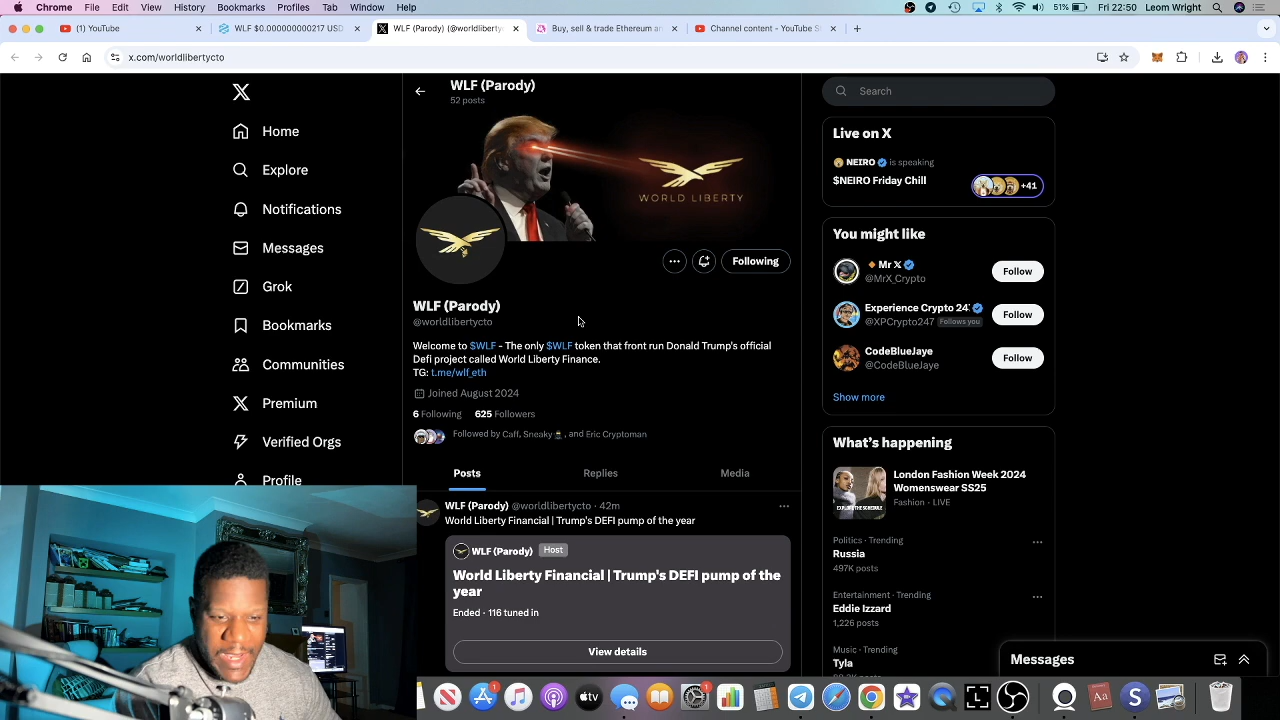 Chrome File Edit View History Bookmarks Profiles Tab Window Help 51% Fri 22:50 Leom Wright
(1) YouTube
WLF $0.000000000217 USD
WLF (Parody) (@worldliberty
Buy, sell & trade Ethereum an
Channel content - YouTube S
x.com/worldlibertycto
Home
Explore
Notifications
Messages
Grok
Bookmarks
Communities
Premium
Verified Orgs
Profile
WLF (Parody)
52 posts
WORLD LIBERTY
Following
WLF (Parody)
@worldlibertycto
Welcome to $WLF - The only $WLF token that front run Donald Trump's official
Defi project called World Liberty Finance.
TG: t.me/wlf_eth
Joined August 2024
6 Following 625 Followers
Followed by Caff, Sneaky, and Eric Cryptoman
Posts Replies Media
WLF (Parody) @worldlibertycto · 42m
World Liberty Financial | Trump's DEFI pump of the year
WLF (Parody) Host
World Liberty Financial | Trump's DEFI pump of the
year
Ended · 116 tuned in
View details
Search
Live on X
NEIRO is speaking
$NEIRO Friday Chill
+41
You might like
Mr X
@MrX_Crypto
Follow
Experience Crypto 24
@XPCrypto247 Follows you
Follow
CodeBlueJaye
@CodeBlueJaye
Follow
Show more
What's happening
London Fashion Week 2024
Womenswear SS25
Fashion · LIVE
EXPLORE THE SCHEDULE
Politics · Trending
Russia
497K posts
Entertainment · Trending
Eddie Izzard
1,226 posts
Music · Trending
Tyla
Messages